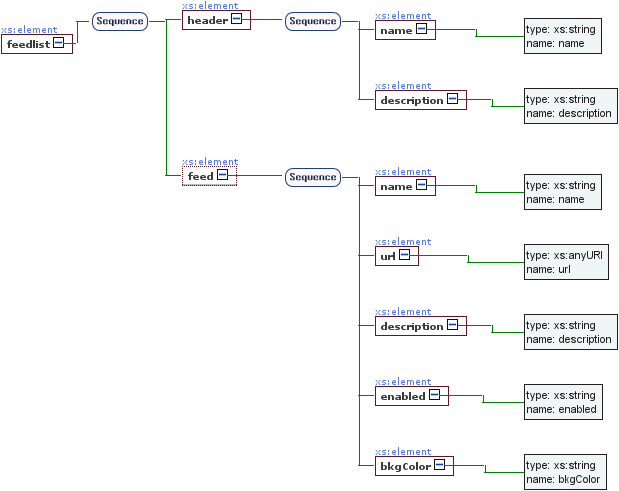 xs:element
feedlist
Sequence
xs:element
header
Sequence
xs:element
name
type: xs:string
name: name
xs:element
description
type: xs:string
name: description
xs:element
feed
Sequence
xs:element
name
type: xs:string
name: name
xs:element
url
type: xs:anyURI
name: url
xs:element
description
type: xs:string
name: description
xs:element
enabled
type: xs:string
name: enabled
xs:element
bkgColor
type: xs:string
name: bkgColor